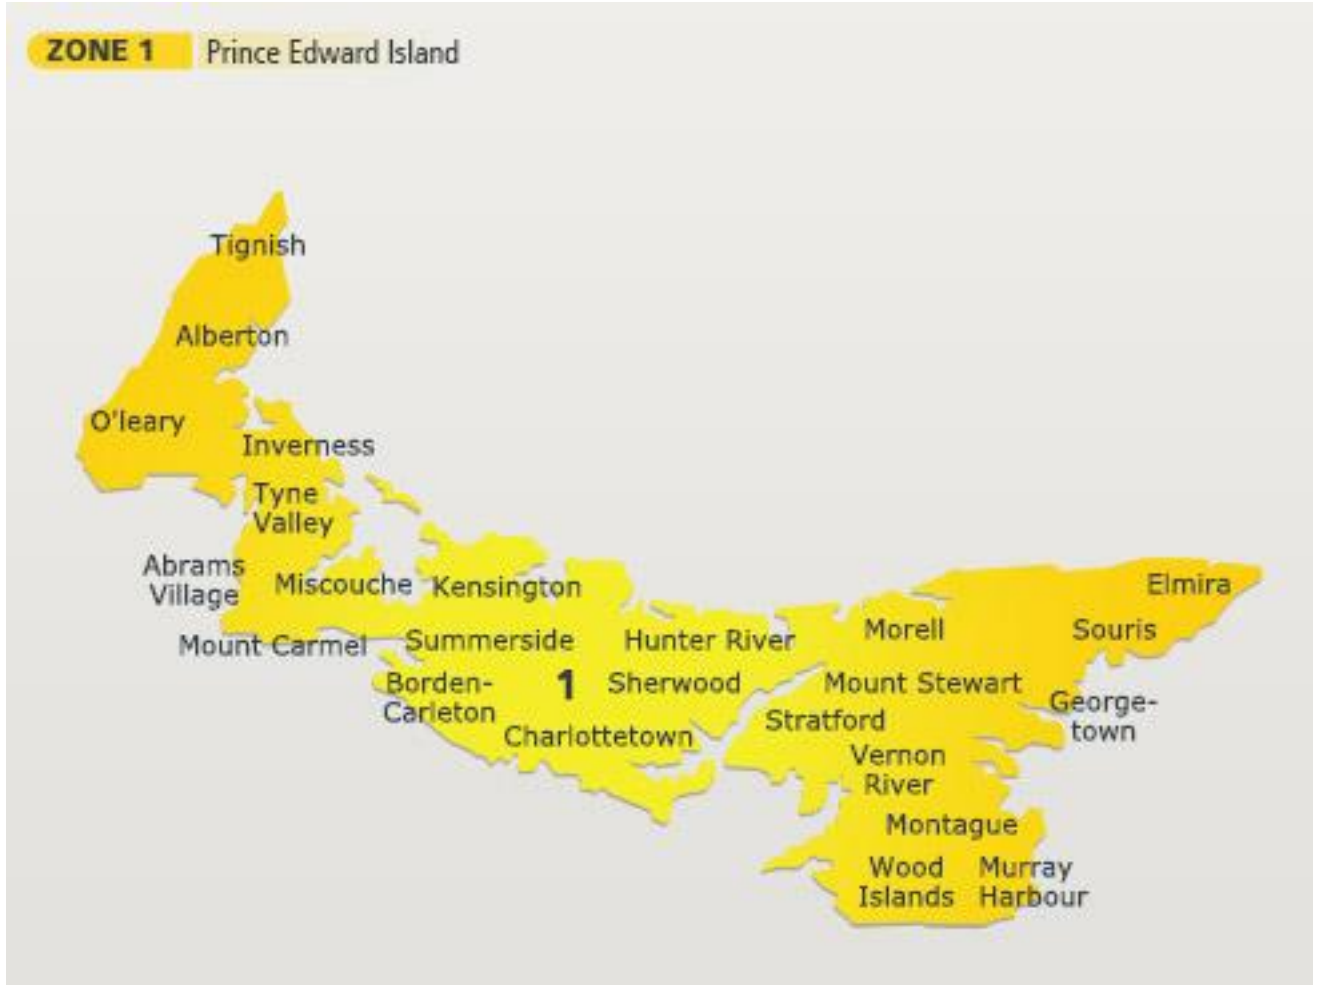 ZONE 1 Prince Edward Island
Tignish
Alberton
O'leary
Inverness
Tyne
Valley
Abrams
Village
Miscouche
Kensington
Elmira
Mount Carmel
Summerside
Hunter River
Morell
Souris
Borden-
Carleton
1
Sherwood
Mount Stewart
George-
town
Charlottetown
Stratford
Vernon
River
Montague
Wood
Islands
Murray
Harbour